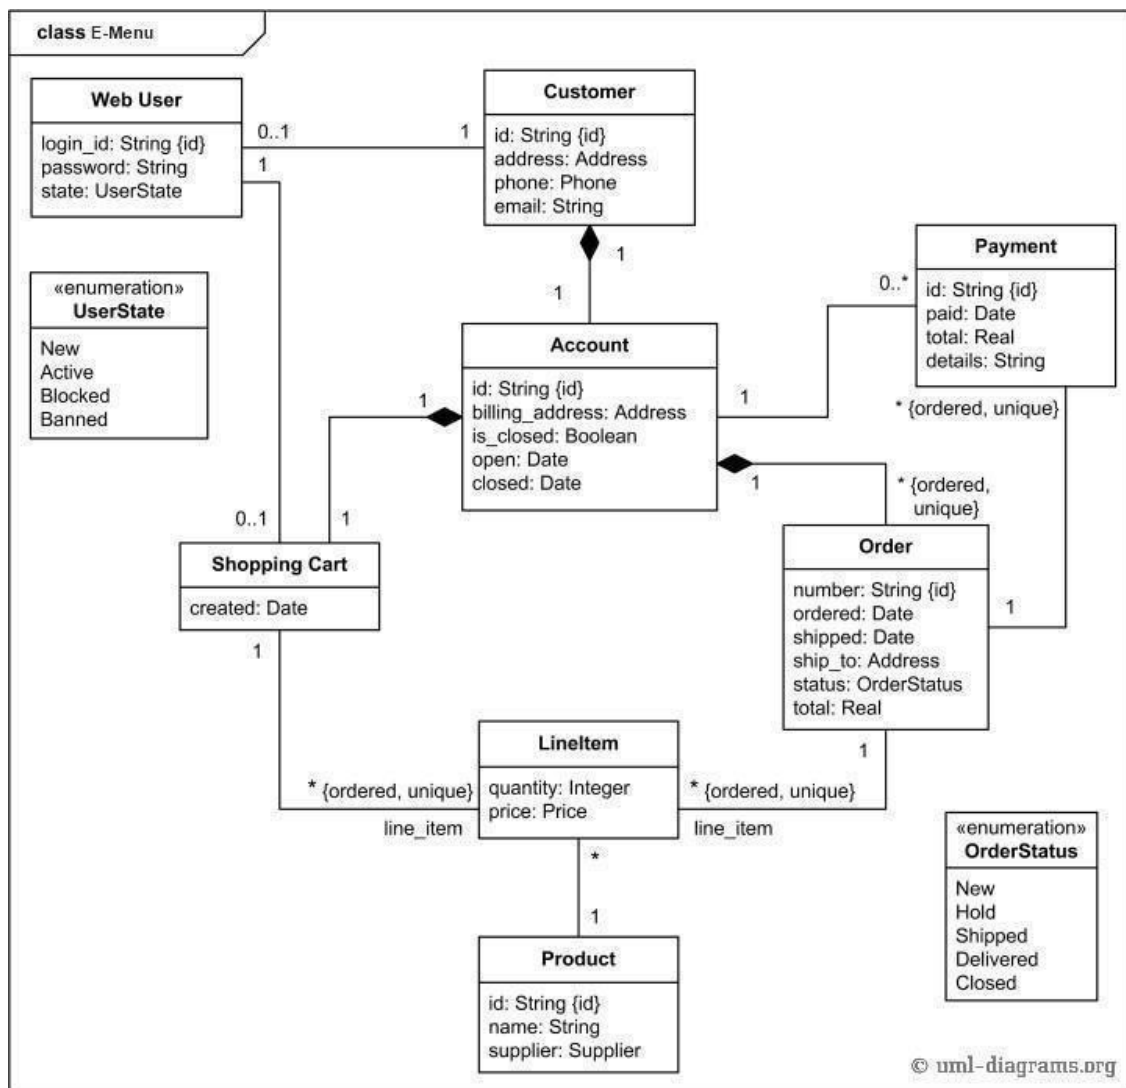 class E-Menu
Web User
login_id: String {id}
password: String
state: UserState
0..1
1
1
Customer
id: String {id}
address: Address
phone: Phone
email: String
1
1
Payment
id: String {id}
paid: Date
total: Real
details: String
0..*
«enumeration»
UserState
New
Active
Blocked
Banned
Account
id: String {id}
billing_address: Address
is_closed: Boolean
open: Date
closed: Date
1
1
* {ordered, unique}
1
* {ordered,
unique}
0..1
1
Shopping Cart
created: Date
1
Order
number: String {id}
ordered: Date
shipped: Date
ship_to: Address
status: OrderStatus
total: Real
1
1
LineItem
quantity: Integer
price: Price
* {ordered, unique}
line_item
* {ordered, unique}
line_item
*
1
Product
id: String {id}
name: String
supplier: Supplier
«enumeration»
OrderStatus
New
Hold
Shipped
Delivered
Closed
© uml-diagrams.org